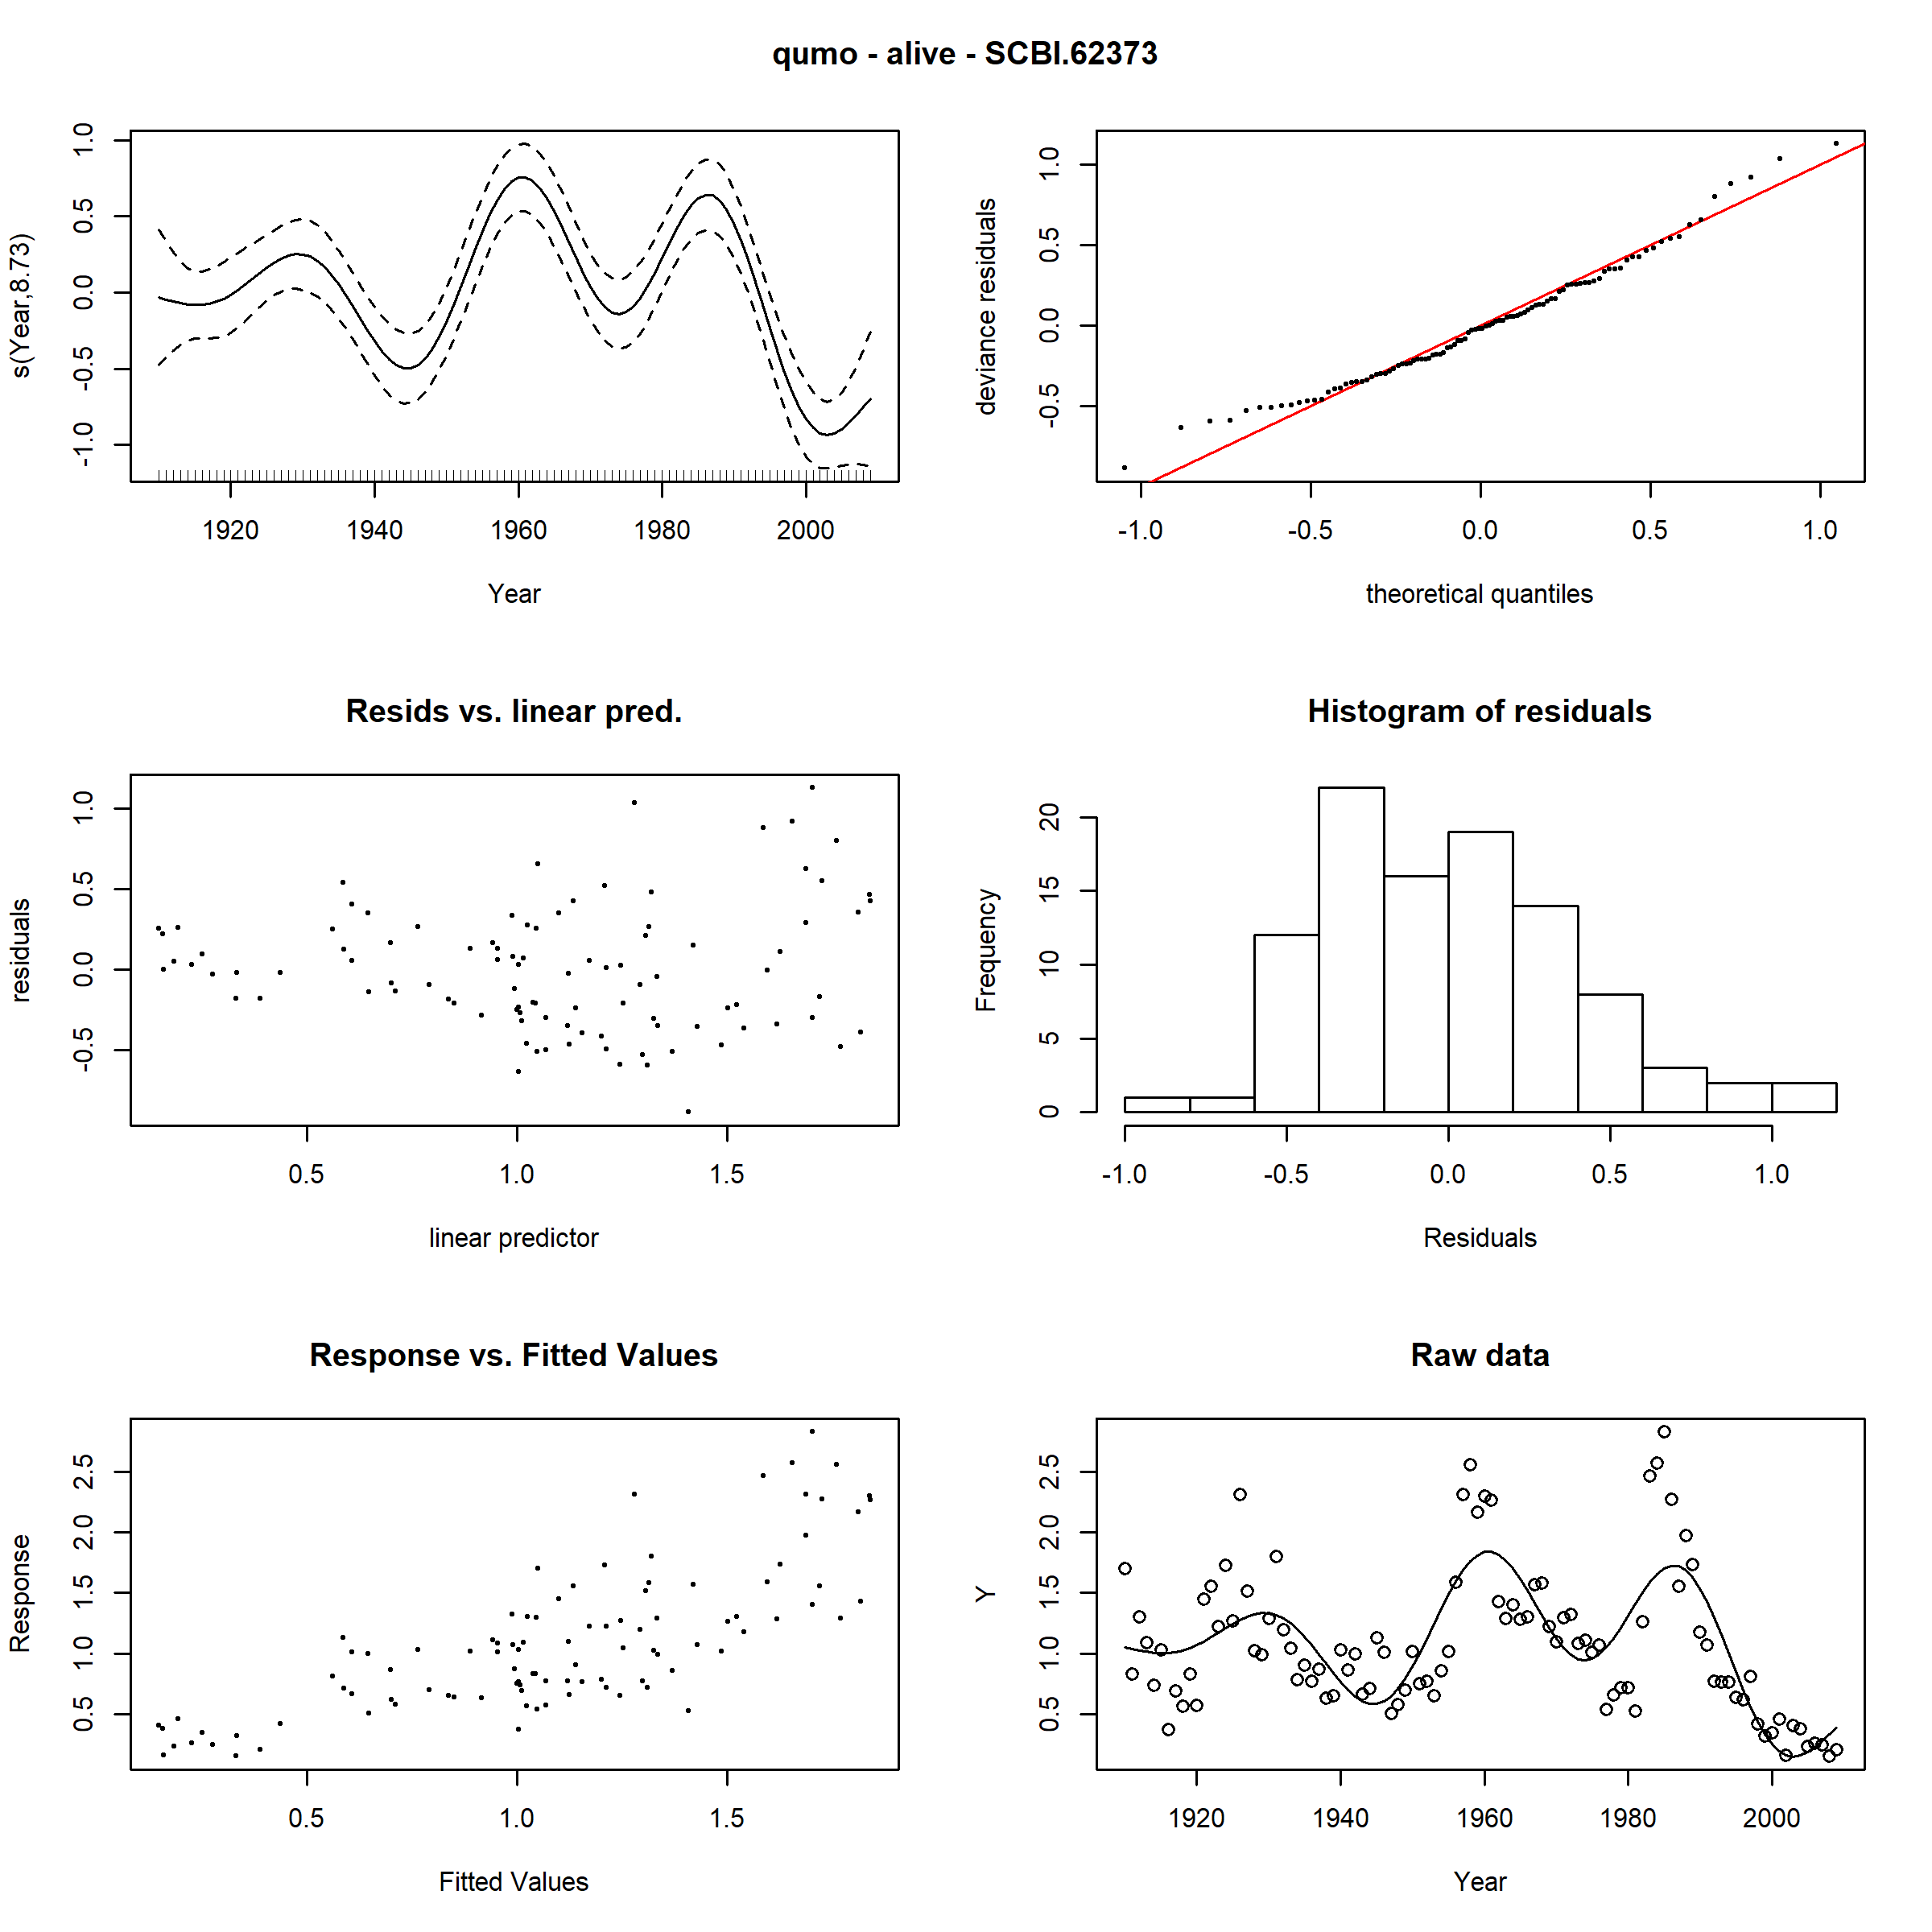 qumo - alive - SCBI.62373
s(Year,8.73)
-1.0 -0.5 0.0 0.5 1.0
1920 1940 1960 1980 2000
Year
deviance residuals
-0.5 0.0 0.5 1.0
-1.0 -0.5 0.0 0.5 1.0
theoretical quantiles
Resids vs. linear pred.
residuals
-0.5 0.0 0.5 1.0
0.5 1.0 1.5
linear predictor
Histogram of residuals
Frequency
0 5 10 15 20
-1.0 -0.5 0.0 0.5 1.0
Residuals
Response vs. Fitted Values
Response
0.5 1.0 1.5 2.0 2.5
0.5 1.0 1.5
Fitted Values
Raw data
Y
0.5 1.0 1.5 2.0 2.5
1920 1940 1960 1980 2000
Year